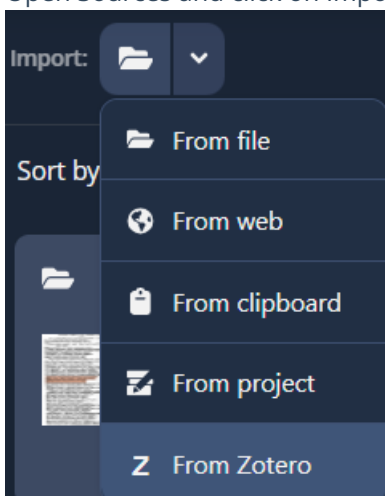 Import:
From file
Sort by
From web
From clipboard
From project
Z From Zotero